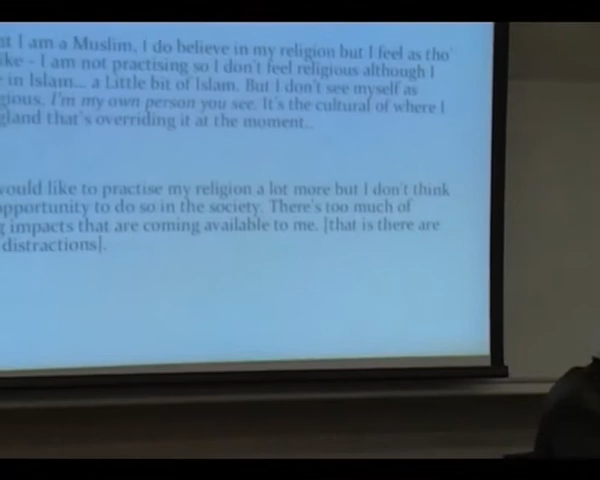 I am a Muslim, I do believe in my religion but I feel as tho'
- I am not practising so I don't feel religious although I
in Islam... a Little bit of Islam. But I don't see myself as
I'm my own person you see. It's the cultural of where I
that's overriding it at the moment...
would like to practise my religion a lot more but I don't think
opportunity to do so in the society. There's too much of
impacts that are coming available to me. [that is there are
distractions].